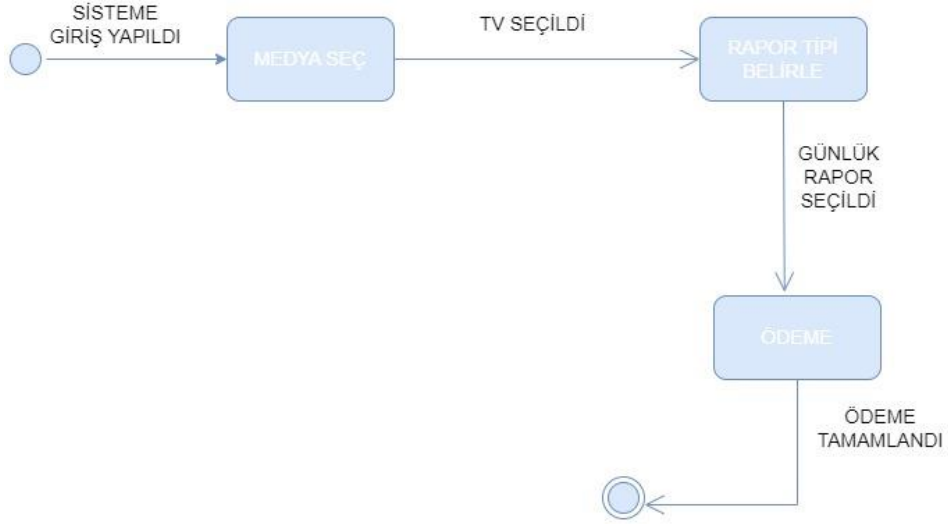 SİSTEME
GİRİŞ YAPILDI
MEDYA SEÇ
TV SEÇİLDİ
RAPOR TİPİ
BELİRLE
GÜNLÜK
RAPOR
SEÇİLDİ
ÖDEME
ÖDEME
TAMAMLANDI